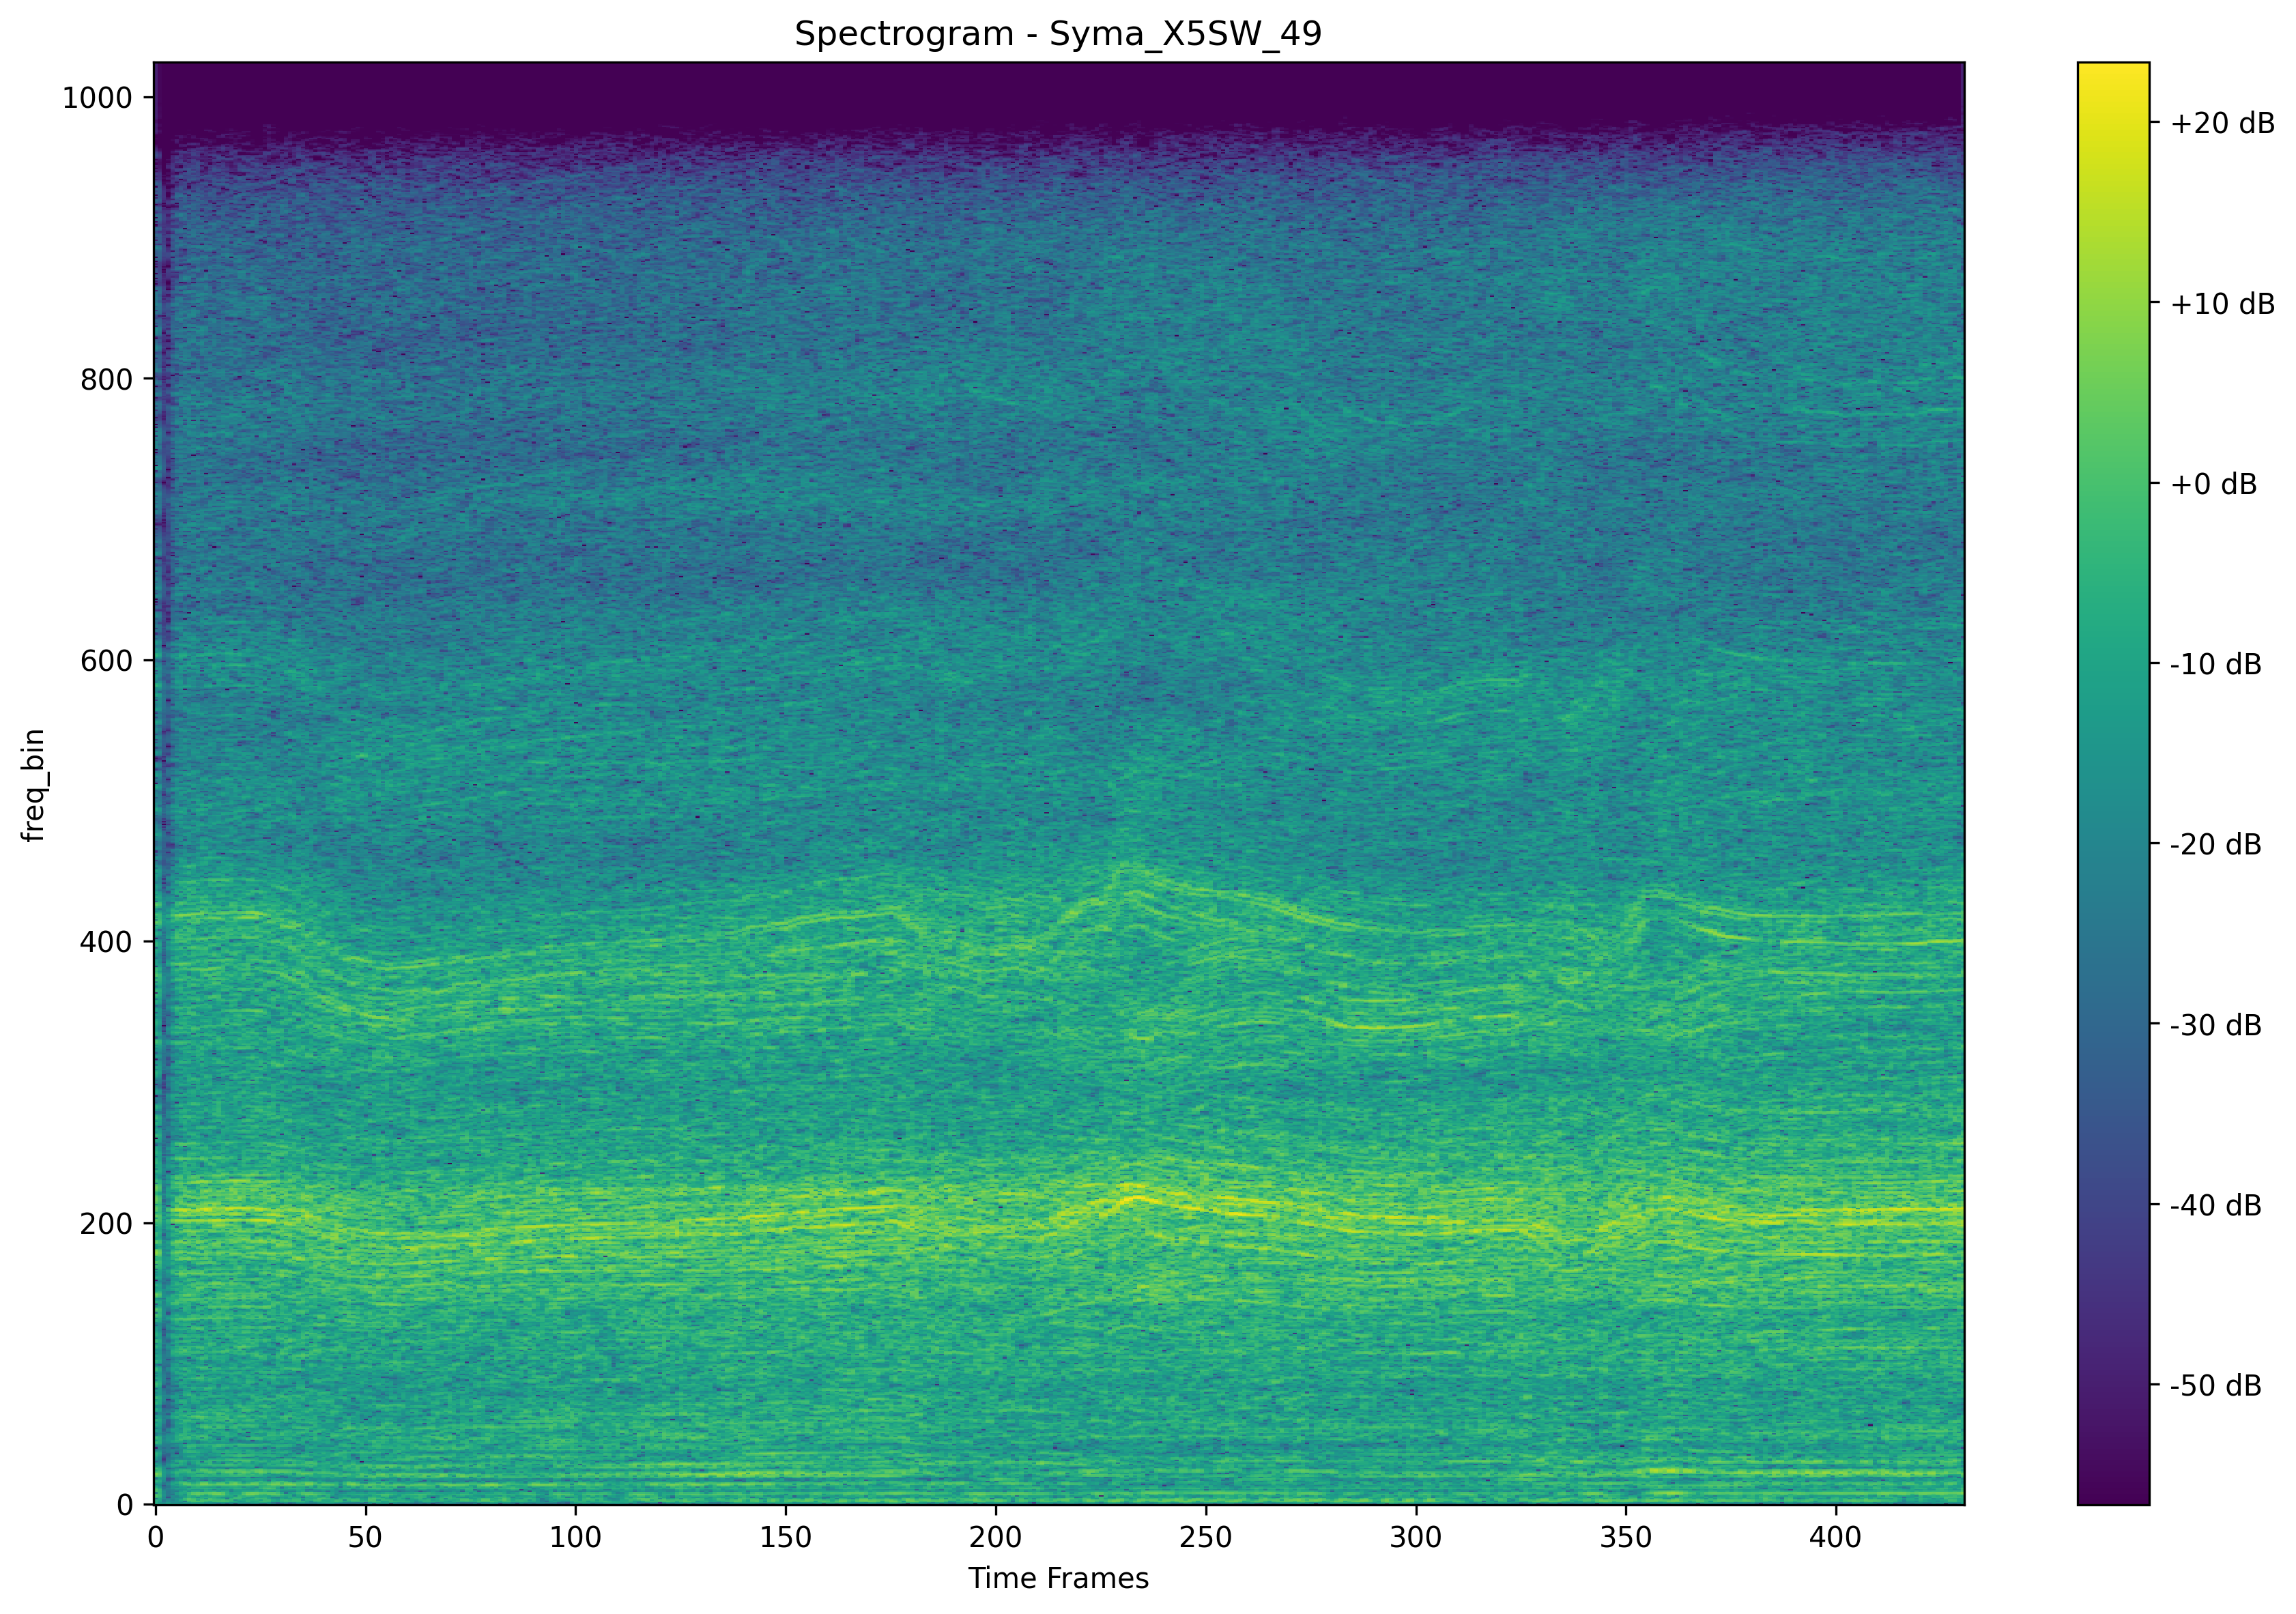 Spectrogram - Syma_X5SW_49
1000
800
600
400
200
0
freq_bin
0 50 100 150 200 250 300 350 400
Time Frames
+20 dB
+10 dB
+0 dB
-10 dB
-20 dB
-30 dB
-40 dB
-50 dB